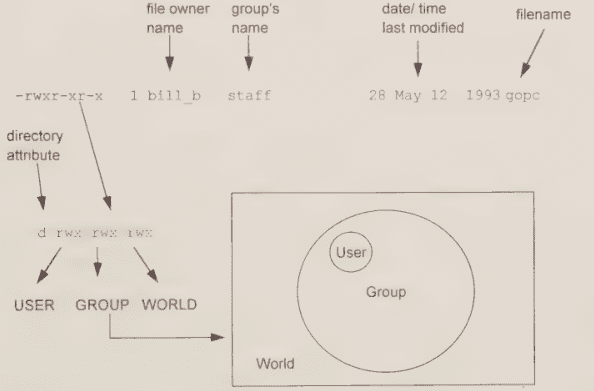 file owner
name
group's
name
date/ time
last modified
filename
-rwxr-xr-x 1 bill_b staff 28 May 12 1993 gopc
directory
attribute
d rwx rwx rwx
USER GROUP WORLD
User
Group
World